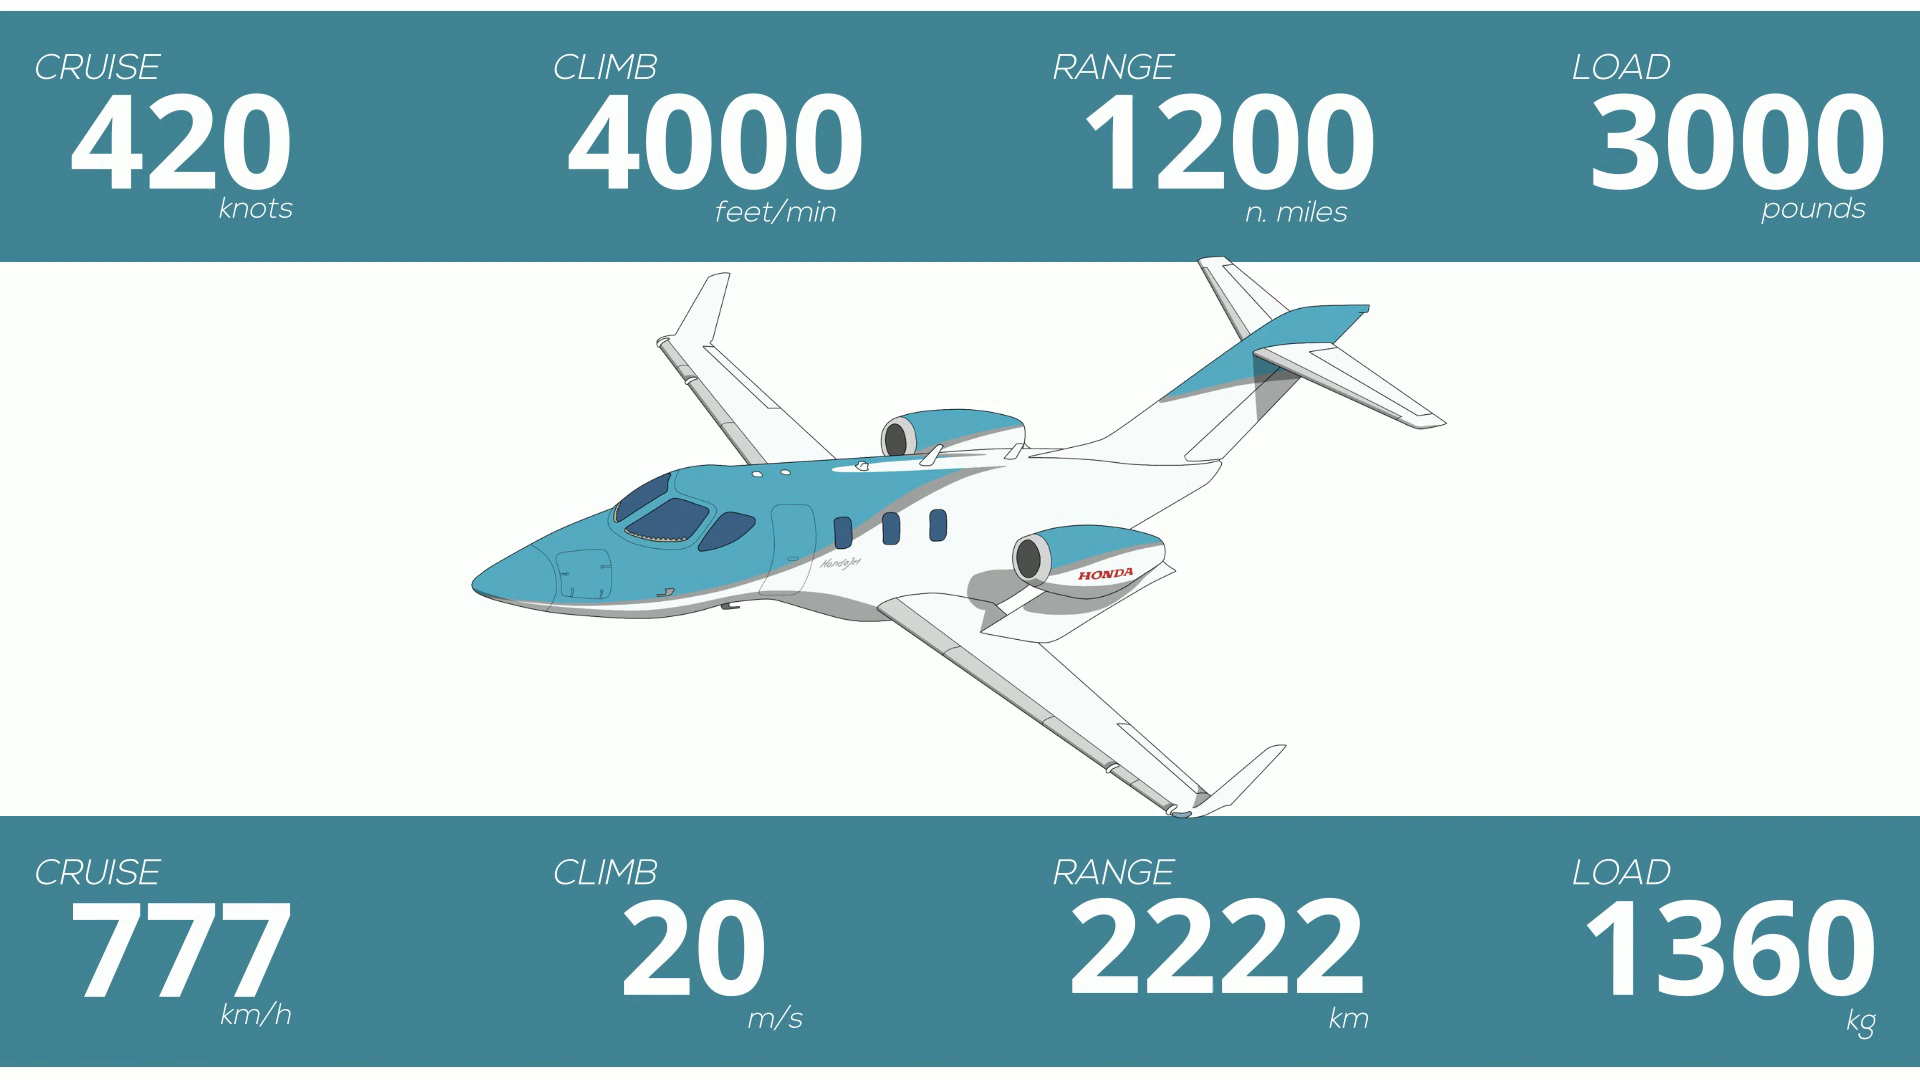 CRUISE
420
knots
CLIMB
4000
feet/min
RANGE
1200
n. miles
LOAD
3000
pounds
HondaJet
HONDA
CRUISE
777
km/h
CLIMB
20
m/s
RANGE
2222
km
LOAD
1360
kg